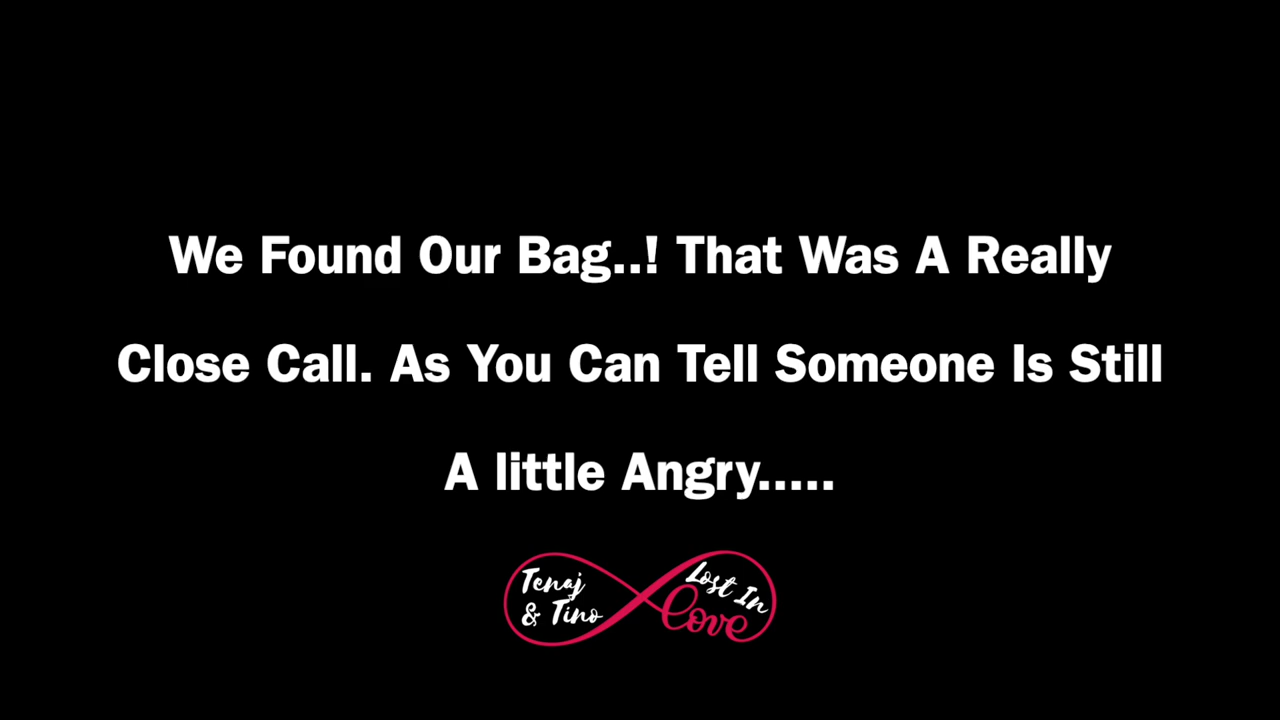 We Found Our Bag..! That Was A Really
Close Call. As You Can Tell Someone Is Still
A little Angry.....
Tenaj
& Tino
Lost In
Love